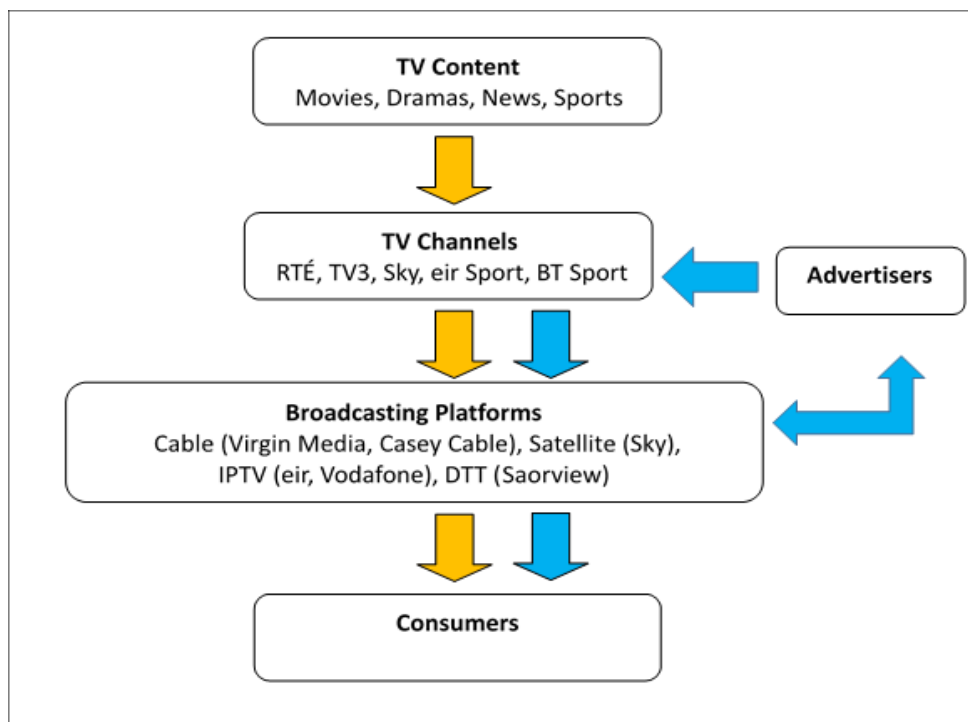 TV Content
Movies, Dramas, News, Sports
TV Channels
RTÉ, TV3, Sky, eir Sport, BT Sport
Advertisers
Broadcasting Platforms
Cable (Virgin Media, Casey Cable), Satellite (Sky),
IPTV (eir, Vodafone), DTT (Saorview)
Consumers